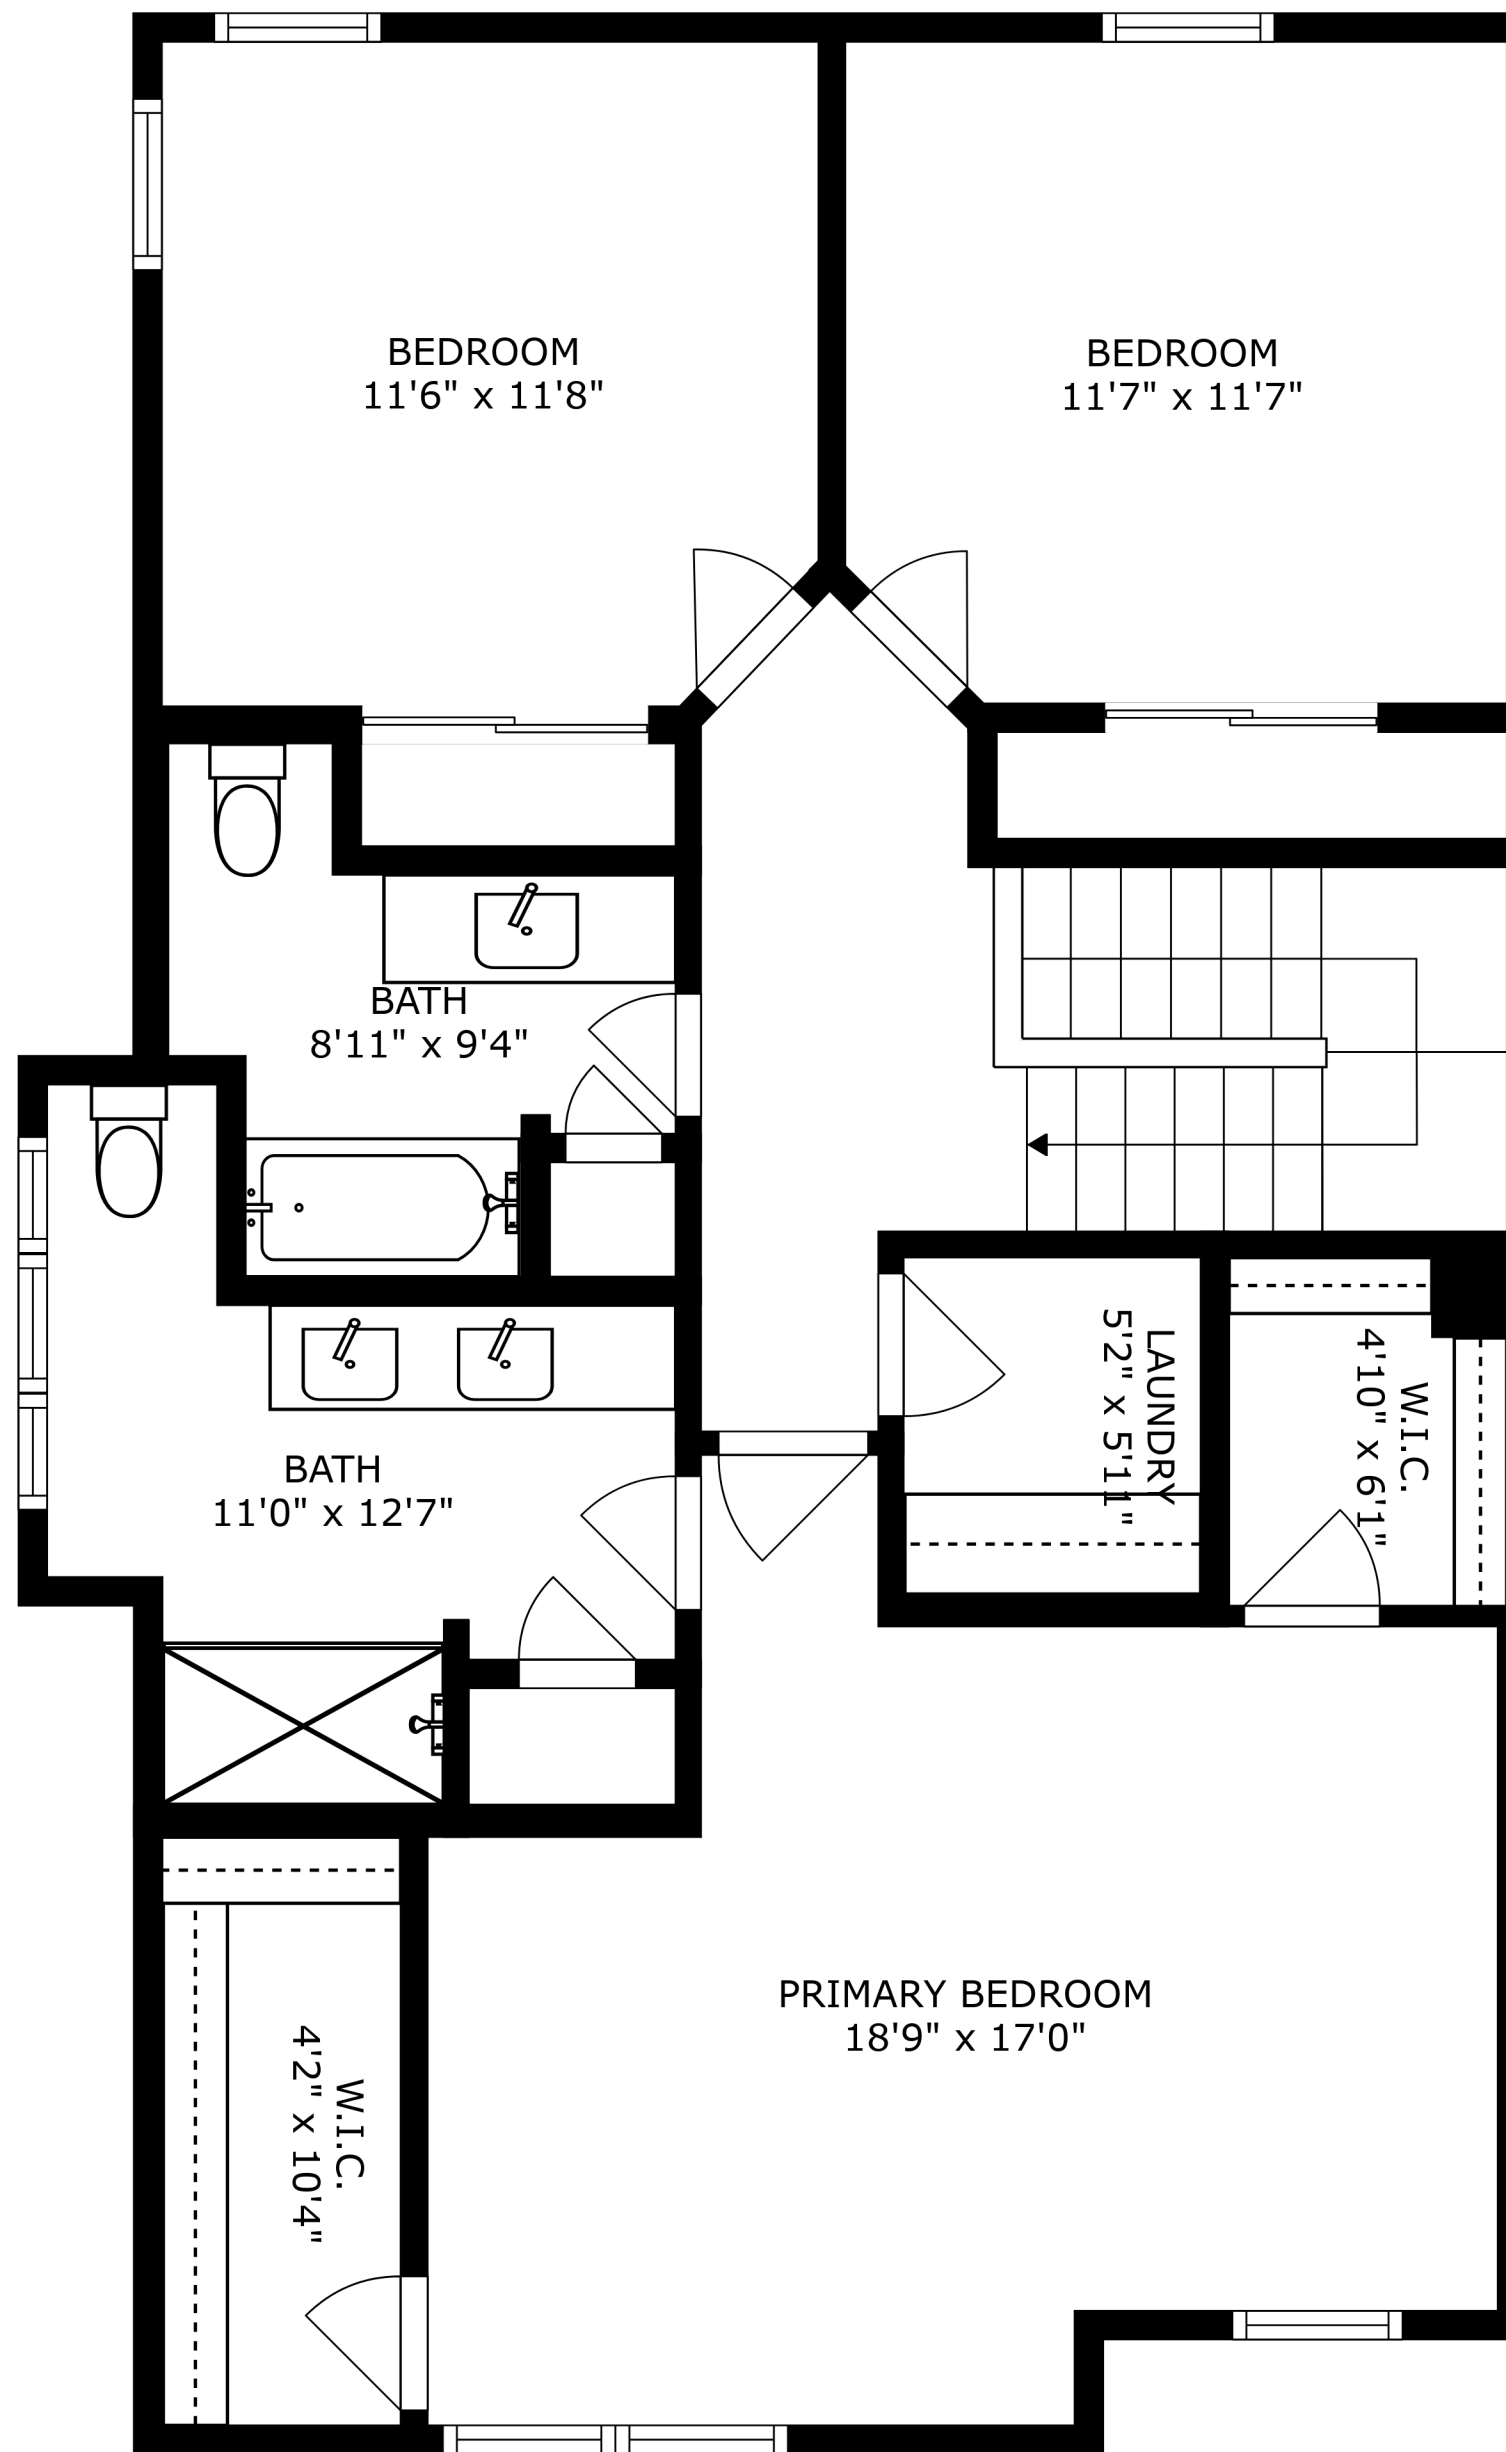 BEDROOM
11'6" x 11'8"
BEDROOM
11'7" x 11'7"
BATH
8'11" x 9'4"
LAUNDRY
5'2" x 5'11"
W.I.C.
4'10" x 6'1"
BATH
11'0" x 12'7"
PRIMARY BEDROOM
18'9" x 17'0"
W.I.C.
4'2" x 10'4"